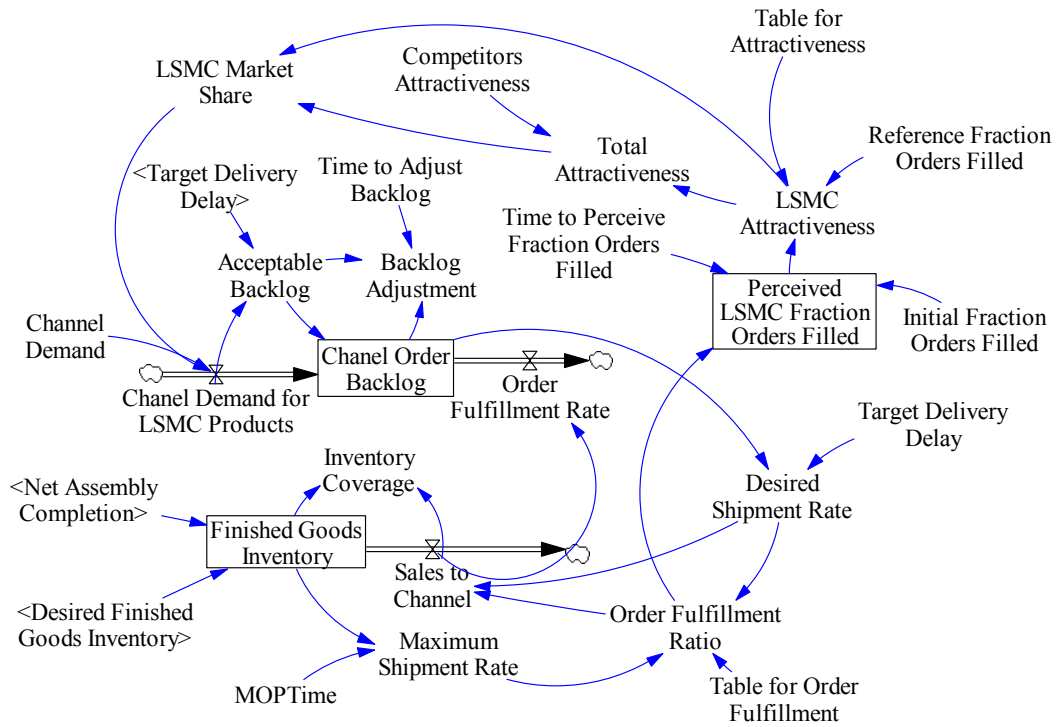 Table for
Attractiveness
Competitors
Attractiveness
LSMC Market
Share
Reference Fraction
Orders Filled
Total
Attractiveness
<Target Delivery
Delay>
Time to Adjust
Backlog
LSMC
Attractiveness
Time to Perceive
Fraction Orders
Filled
Acceptable
Backlog
Backlog
Adjustment
Perceived
LSMC Fraction
Orders Filled
Initial Fraction
Orders Filled
Channel
Demand
Chanel Order
Backlog
Chanel Demand for
LSMC Products
Order
Fulfillment Rate
Target Delivery
Delay
Inventory
Coverage
Desired
Shipment Rate
<Net Assembly
Completion>
Finished Goods
Inventory
Sales to
Channel
<Desired Finished
Goods Inventory>
Order Fulfillment
Ratio
Maximum
Shipment Rate
MOPTime
Table for Order
Fulfillment